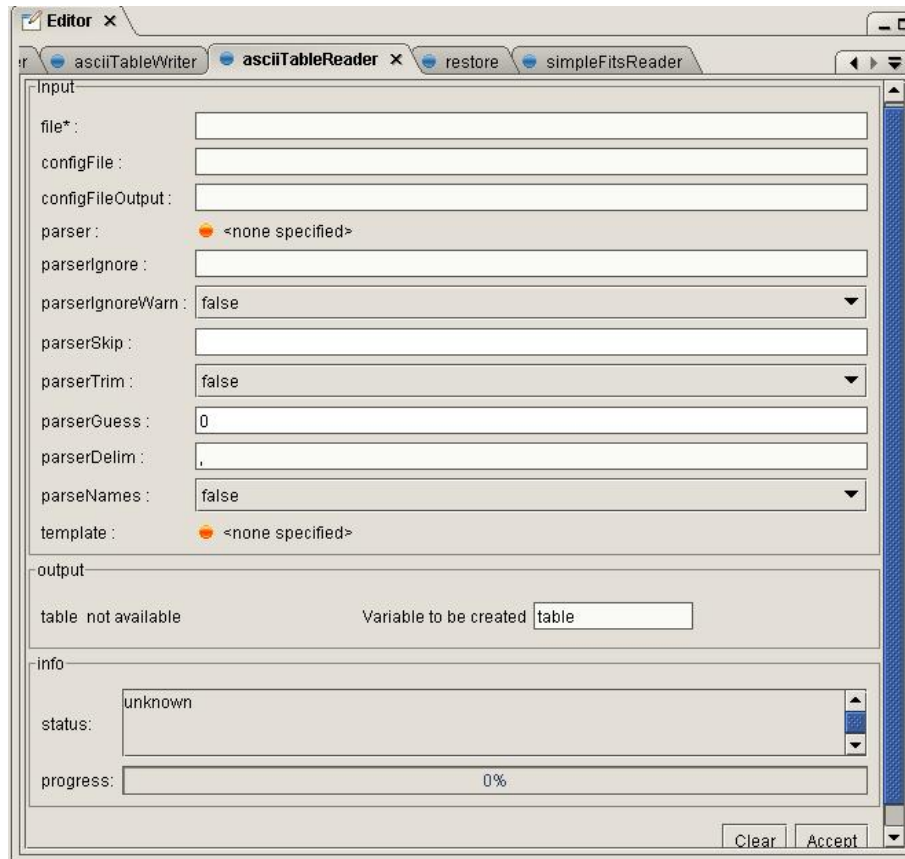 Editor
er asciiTableWriter asciiTableReader restore simpleFitsReader
Input
file* :
configFile :
configFileOutput :
parser : <none specified>
parserIgnore :
parserIgnoreWarn : false
parserSkip :
parserTrim : false
parserGuess : 0
parserDelim : ,
parseNames : false
template : <none specified>
output
table not available Variable to be created table
info
status: unknown
progress: 0%
Clear Accept